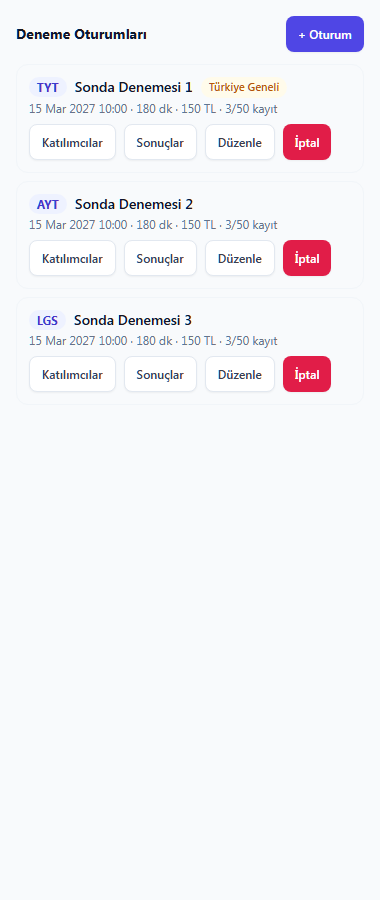 Deneme Oturumları
+ Oturum
TYT Sonda Denemesi 1 Türkiye Geneli
15 Mar 2027 10:00 · 180 dk · 150 TL · 3/50 kayıt
Katılımcılar Sonuçlar Düzenle İptal
AYT Sonda Denemesi 2
15 Mar 2027 10:00 · 180 dk · 150 TL · 3/50 kayıt
Katılımcılar Sonuçlar Düzenle İptal
LGS Sonda Denemesi 3
15 Mar 2027 10:00 · 180 dk · 150 TL · 3/50 kayıt
Katılımcılar Sonuçlar Düzenle İptal